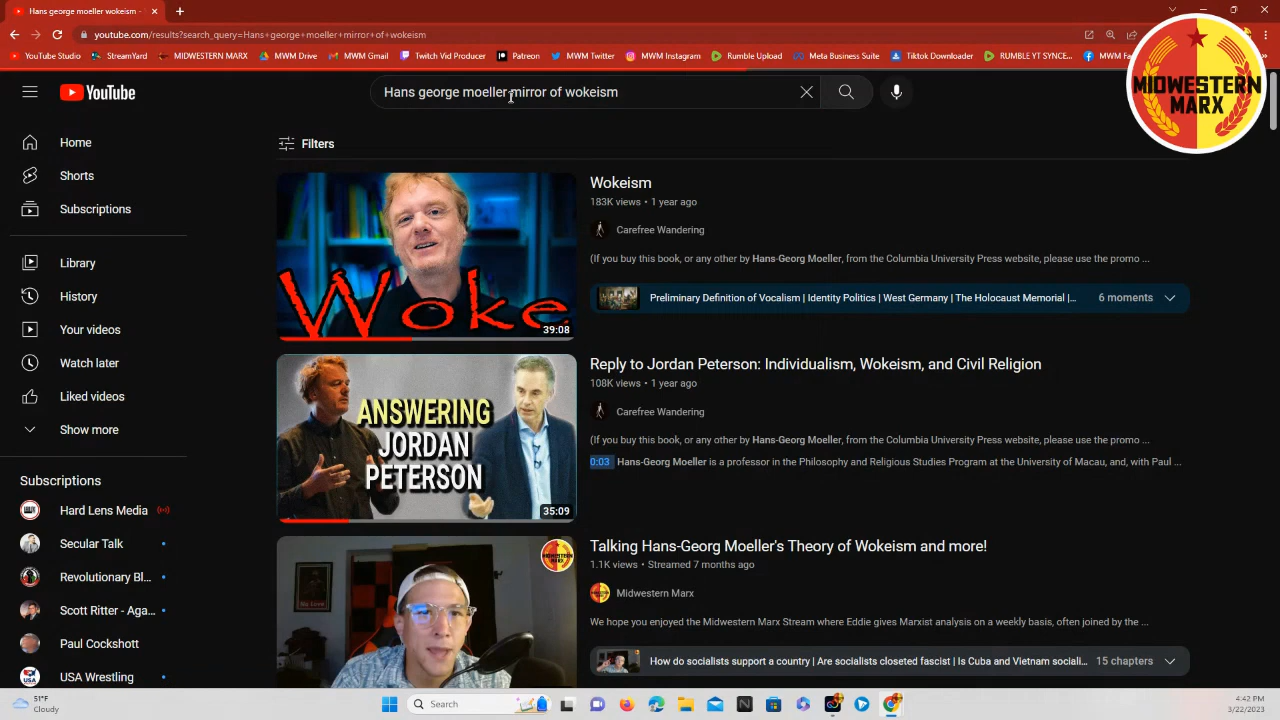 Hans george moeller wokeism -
youtube.com/results?search_query=Hans+george+moeller+mirror+of+wokeism
YouTube Studio
StreamYard
MIDWESTERN MARX
MWM Drive
MWM Gmail
Twitch Vid Producer
Patreon
MWM Twitter
MWM Instagram
Rumble Upload
Meta Business Suite
Tiktok Downloader
RUMBLE YT SYNCE...
MWM Fa
MIDWESTERN
MARX
YouTube
Hans george moeller mirror of wokeism
Home
Shorts
Subscriptions
Library
History
Your videos
Watch later
Liked videos
Show more
Subscriptions
Hard Lens Media
Secular Talk
Revolutionary Bl...
Scott Ritter - Aga...
Paul Cockshott
USA Wrestling
Filters
Woke
39:08
Wokeism
183K views • 1 year ago
Carefree Wandering
(If you buy this book, or any other by Hans-Georg Moeller, from the Columbia University Press website, please use the promo ...
Preliminary Definition of Vocalism | Identity Politics | West Germany | The Holocaust Memorial |...
6 moments
ANSWERING
JORDAN
PETERSON
35:09
Reply to Jordan Peterson: Individualism, Wokeism, and Civil Religion
108K views • 1 year ago
Carefree Wandering
(If you buy this book, or any other by Hans-Georg Moeller, from the Columbia University Press website, please use the promo ...
0:03 Hans-Georg Moeller is a professor in the Philosophy and Religious Studies Program at the University of Macau, and, with Paul ...
Talking Hans-Georg Moeller's Theory of Wokeism and more!
1.1K views • Streamed 7 months ago
Midwestern Marx
We hope you enjoyed the Midwestern Marx Stream where Eddie gives Marxist analysis on a weekly basis, often joined by the ...
How do socialists support a country | Are socialists closeted fascist | Is Cuba and Vietnam sociali...
15 chapters
51°F
Cloudy
Search
4:42 PM
3/22/2023